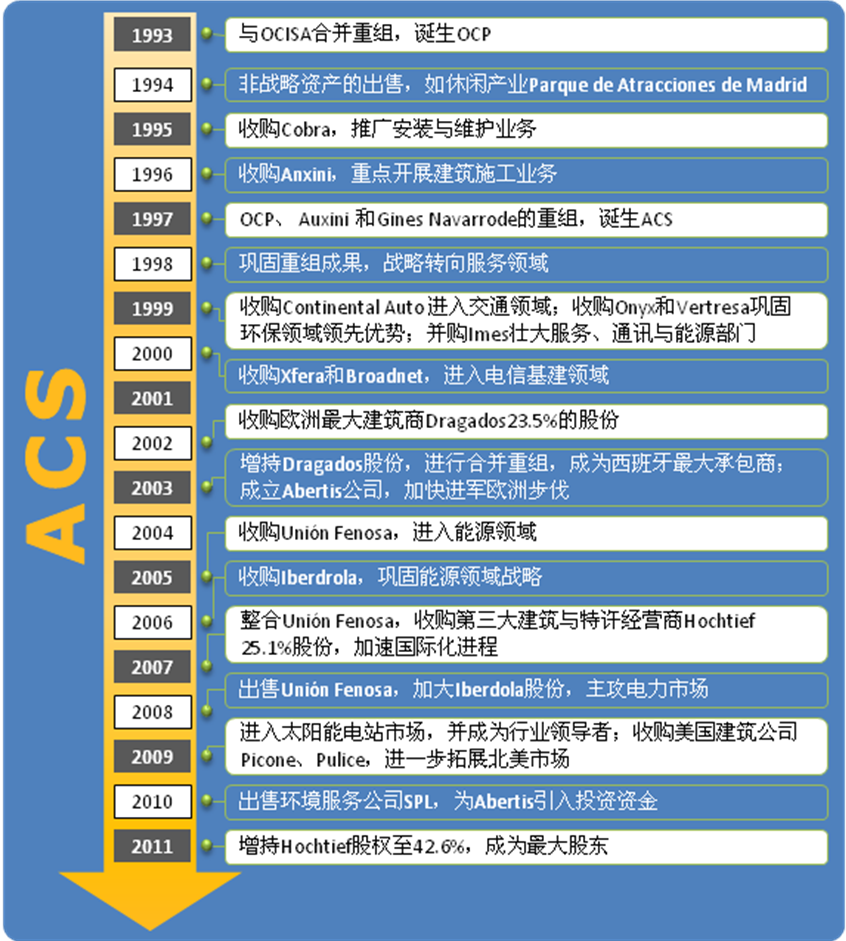 ACS
1993
与OCISA合并重组，诞生OCP
1994
非战略资产的出售，如休闲产业Parque de Atracciones de Madrid
1995
收购Cobra，推广安装与维护业务
1996
收购Anxini，重点开展建筑施工业务
1997
OCP、 Auxini 和Gines Navarrode的重组，诞生ACS
1998
巩固重组成果，战略转向服务领域
1999
收购Continental Auto 进入交通领域；收购Onyx和Vertresa巩固
环保领域领先优势；并购Imes壮大服务、通讯与能源部门
2000
收购Xfera和Broadnet，进入电信基建领域
2001
2002
收购欧洲最大建筑商Dragados23.5%的股份
2003
增持Dragados股份，进行合并重组，成为西班牙最大承包商；
成立Abertis公司，加快进军欧洲步伐
2004
2005
收购Unión Fenosa，进入能源领域
2006
收购Iberdrola，巩固能源领域战略
2007
整合Unión Fenosa，收购第三大建筑与特许经营商Hochtief
25.1%股份，加速国际化进程
2008
出售Unión Fenosa，加大Iberdola股份，主攻电力市场
2009
进入太阳能电站市场，并成为行业领导者；收购美国建筑公司
Picone、Pulice，进一步拓展北美市场
2010
出售环境服务公司SPL，为Abertis引入投资资金
2011
增持Hochtief股权至42.6%，成为最大股东